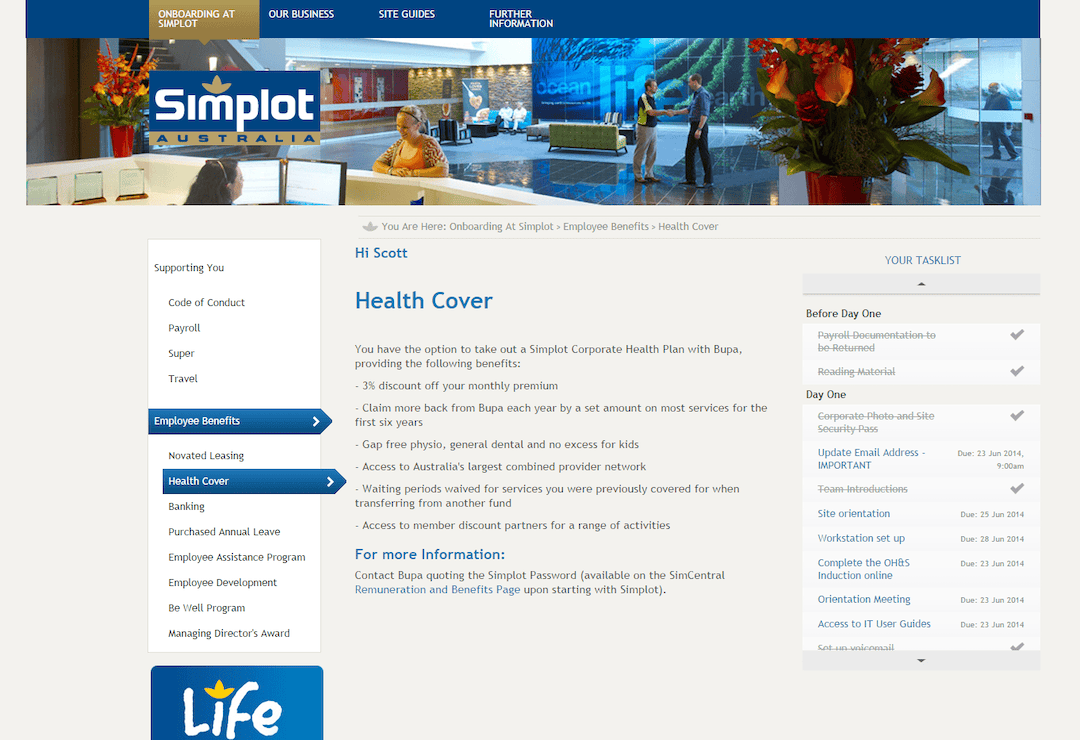 ONBOARDING AT
SIMPLOT
OUR BUSINESS
SITE GUIDES
FURTHER
INFORMATION
Simplot
AUSTRALIA
ocean
life
health
You Are Here: Onboarding At Simplot > Employee Benefits > Health Cover
Supporting You
Code of Conduct
Payroll
Super
Travel
Employee Benefits
Novated Leasing
Health Cover
Banking
Purchased Annual Leave
Employee Assistance Program
Employee Development
Be Well Program
Managing Director's Award
Life
Hi Scott
Health Cover
You have the option to take out a Simplot Corporate Health Plan with Bupa,
providing the following benefits:
- 3% discount off your monthly premium
- Claim more back from Bupa each year by a set amount on most services for the
first six years
- Gap free physio, general dental and no excess for kids
- Access to Australia's largest combined provider network
- Waiting periods waived for services you were previously covered for when
transferring from another fund
- Access to member discount partners for a range of activities
For more Information:
Contact Bupa quoting the Simplot Password (available on the SimCentral
Remuneration and Benefits Page upon starting with Simplot).
YOUR TASKLIST
Before Day One
Payroll Documentation to
be Returned
Reading Material
Day One
Corporate Photo and Site
Security Pass
Update Email Address - Due: 23 Jun 2014,
IMPORTANT 9:00am
Team Introductions
Site orientation Due: 25 Jun 2014
Workstation set up Due: 28 Jun 2014
Complete the OH&S Due: 23 Jun 2014
Induction online
Orientation Meeting Due: 23 Jun 2014
Access to IT User Guides Due: 23 Jun 2014
Set up voicemail